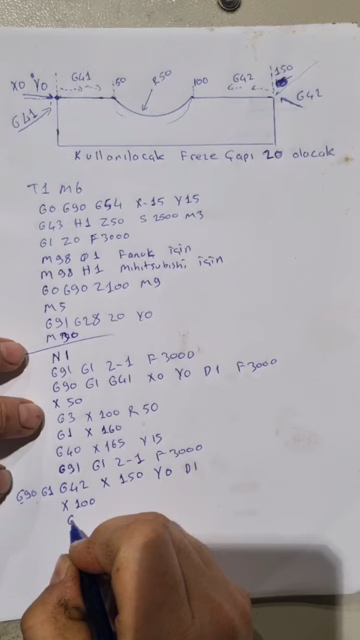 G41 50 R50 100 G42 150
X0 Y0
G41
G42
Kullanılacak Freze Çapı 20 olacak
T1 M6
G0 G90 G54 X-15 Y15
G43 H1 Z50 S2500 M3
G1 Z0 F3000
M98 P1 Fanuk için
M98 H1 Mihitsubishi için
G0 G90 Z100 M9
M5
G91 G28 Z0 Y0
M30
N1
G91 G1 Z-1 F3000
G90 G1 G41 X0 Y0 D1 F3000
X50
G3 X100 R50
G1 X160
G40 X165 Y15
G91 G1 Z-1 F3000
G90 G1 G42 X150 Y0 D1
X100
G